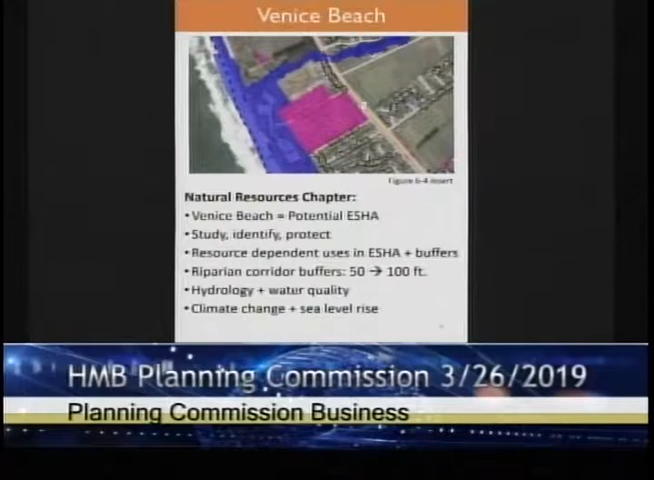 Venice Beach
Figure 6-4 insert
Natural Resources Chapter:
• Venice Beach = Potential ESHA
• Study, identify, protect
• Resource dependent uses in ESHA + buffers
• Riparian corridor buffers: 50 → 100 ft.
• Hydrology + water quality
• Climate change + sea level rise
HMB Planning Commission 3/26/2019
Planning Commission Business